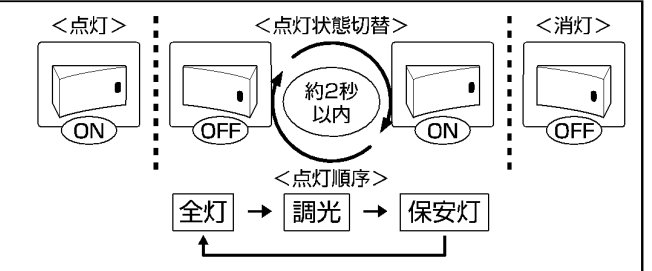 ＜点灯＞
＜点灯状態切替＞
＜消灯＞
ON
OFF
約2秒
以内
ON
OFF
＜点灯順序＞
全灯 → 調光 → 保安灯